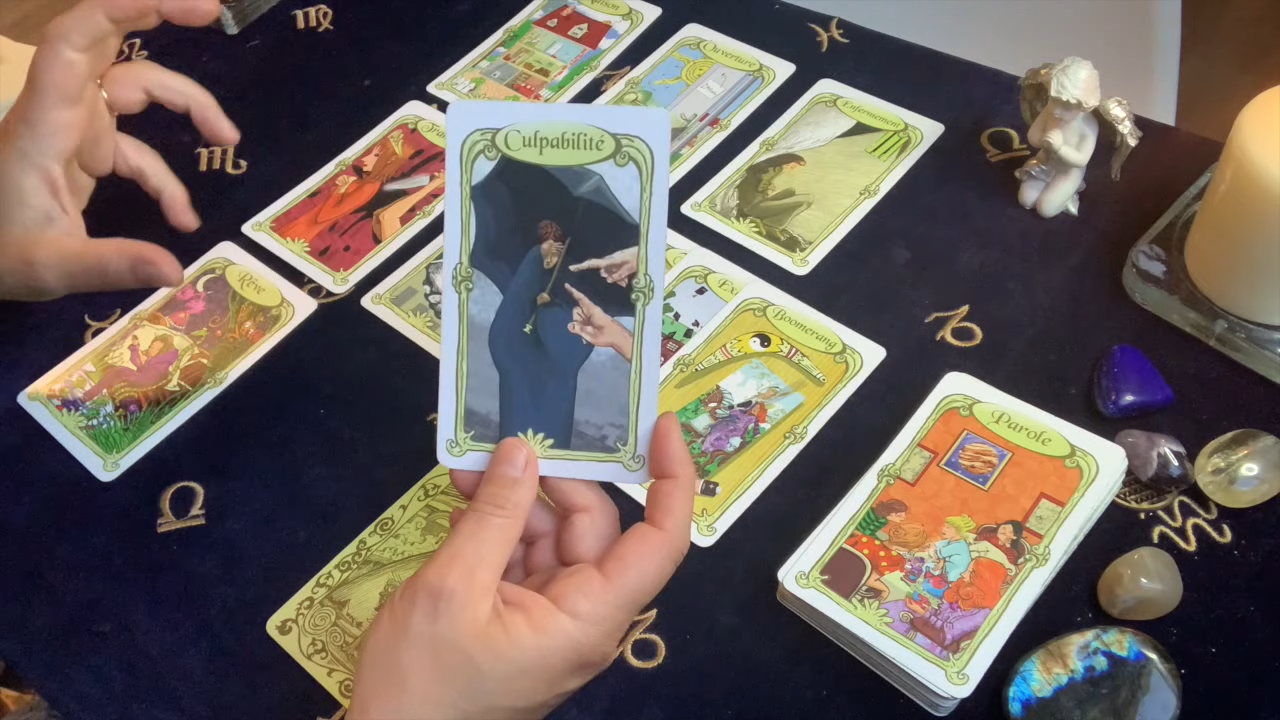 Ouverture
Enfermement
Culpabilité
Rêve
Boomerang
Parole